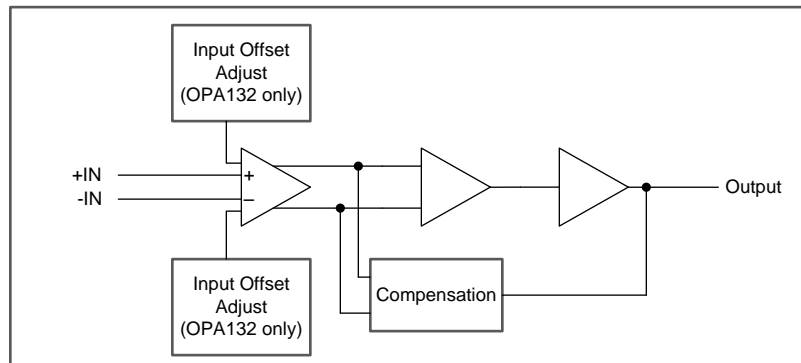 Input Offset
Adjust
(OPA132 only)
+IN
-IN
+
–
Output
Input Offset
Adjust
(OPA132 only)
Compensation